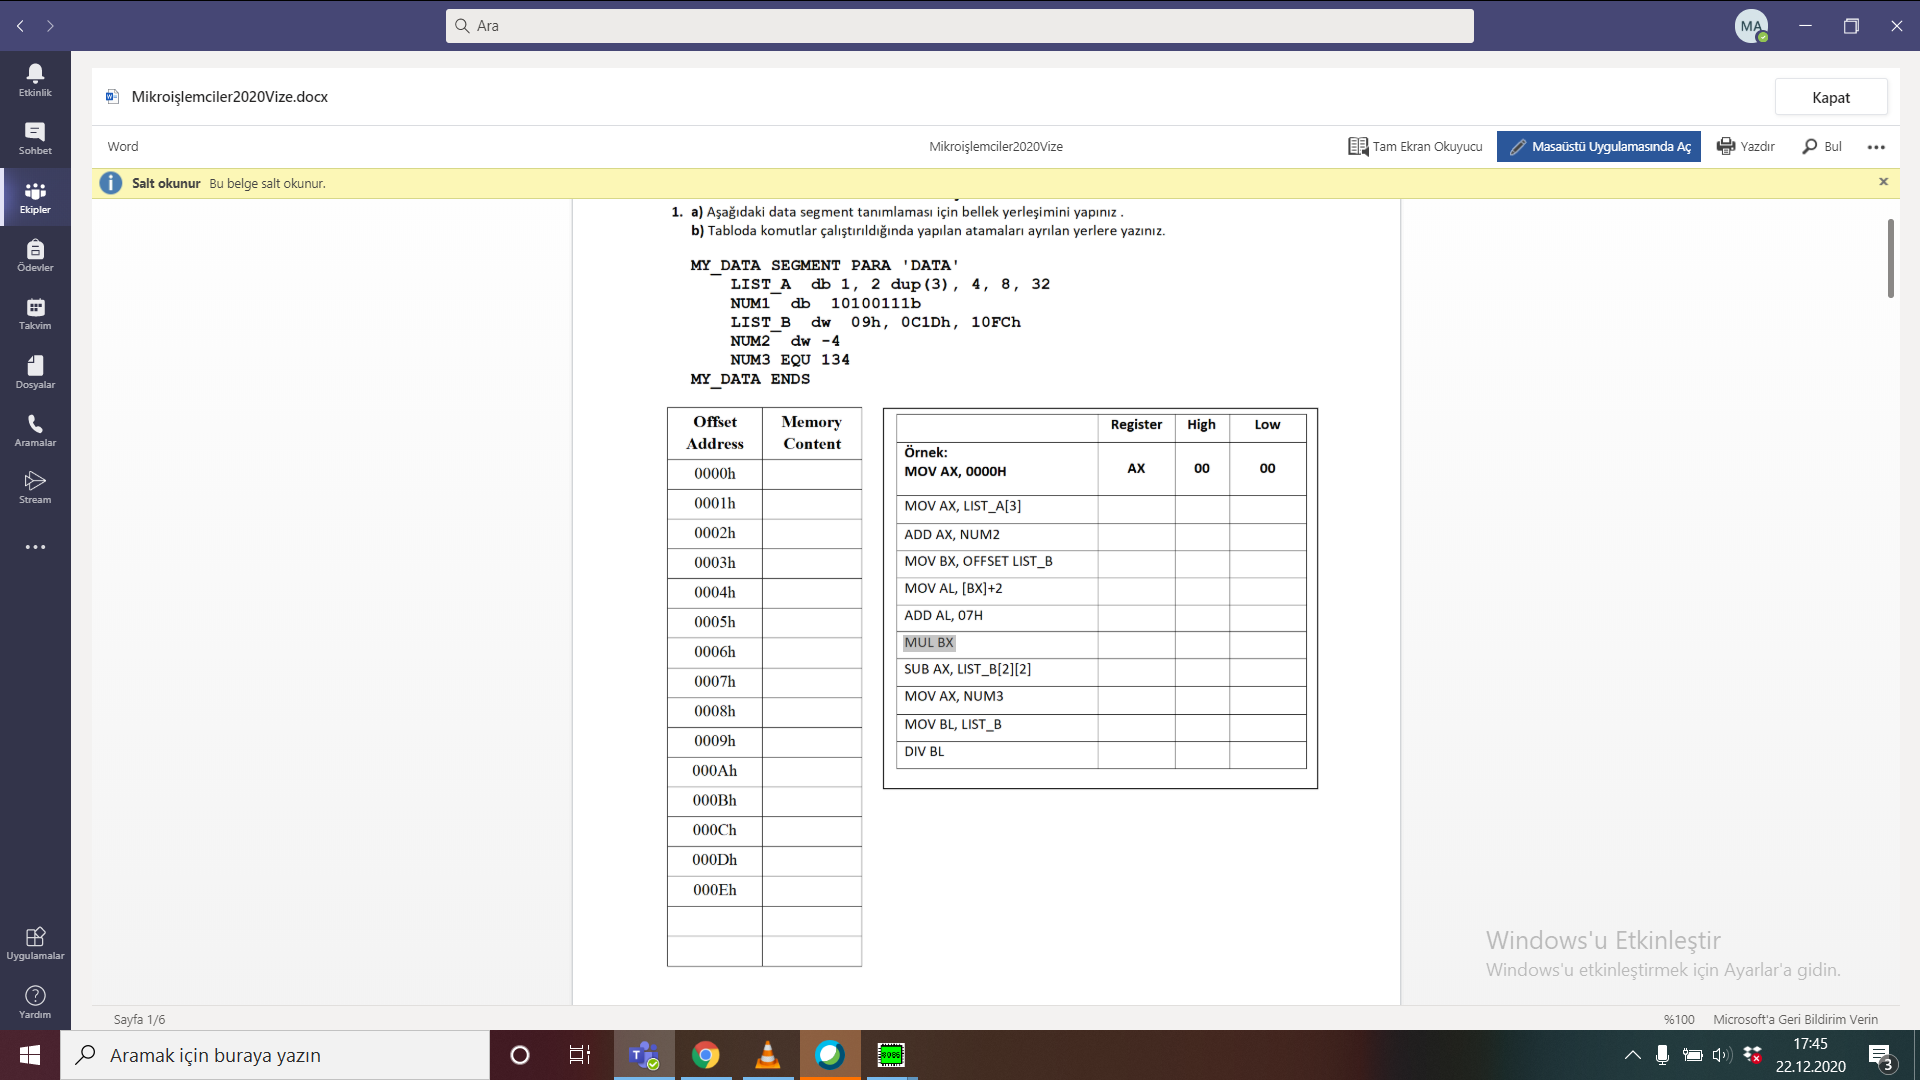 Ara
MA
Etkinlik
Sohbet
Ekipler
Ödevler
Takvim
Dosyalar
Aramalar
Stream
Uygulamalar
Yardım
Mikroişlemciler2020Vize.docx
Kapat
Word
Mikroişlemciler2020Vize
Tam Ekran Okuyucu
Masaüstü Uygulamasında Aç
Yazdır
Bul
Salt okunur Bu belge salt okunur.
1. a) Aşağıdaki data segment tanımlaması için bellek yerleşimini yapınız .
b) Tabloda komutlar çalıştırıldığında yapılan atamaları ayrılan yerlere yazınız.
MY_DATA SEGMENT PARA 'DATA'
LIST_A db 1, 2 dup(3), 4, 8, 32
NUM1 db 10100111b
LIST_B dw 09h, 0C1Dh, 10FCh
NUM2 dw -4
NUM3 EQU 134
MY_DATA ENDS
Offset Address Memory Content
0000h
0001h
0002h
0003h
0004h
0005h
0006h
0007h
0008h
0009h
000Ah
000Bh
000Ch
000Dh
000Eh
Register High Low
Örnek:
MOV AX, 0000H AX 00 00
MOV AX, LIST_A[3]
ADD AX, NUM2
MOV BX, OFFSET LIST_B
MOV AL, [BX]+2
ADD AL, 07H
MUL BX
SUB AX, LIST_B[2][2]
MOV AX, NUM3
MOV BL, LIST_B
DIV BL
Windows'u Etkinleştir
Windows'u etkinleştirmek için Ayarlar'a gidin.
Sayfa 1/6
%100 Microsoft'a Geri Bildirim Verin
Aramak için buraya yazın
T
8086
17:45
22.12.2020
3